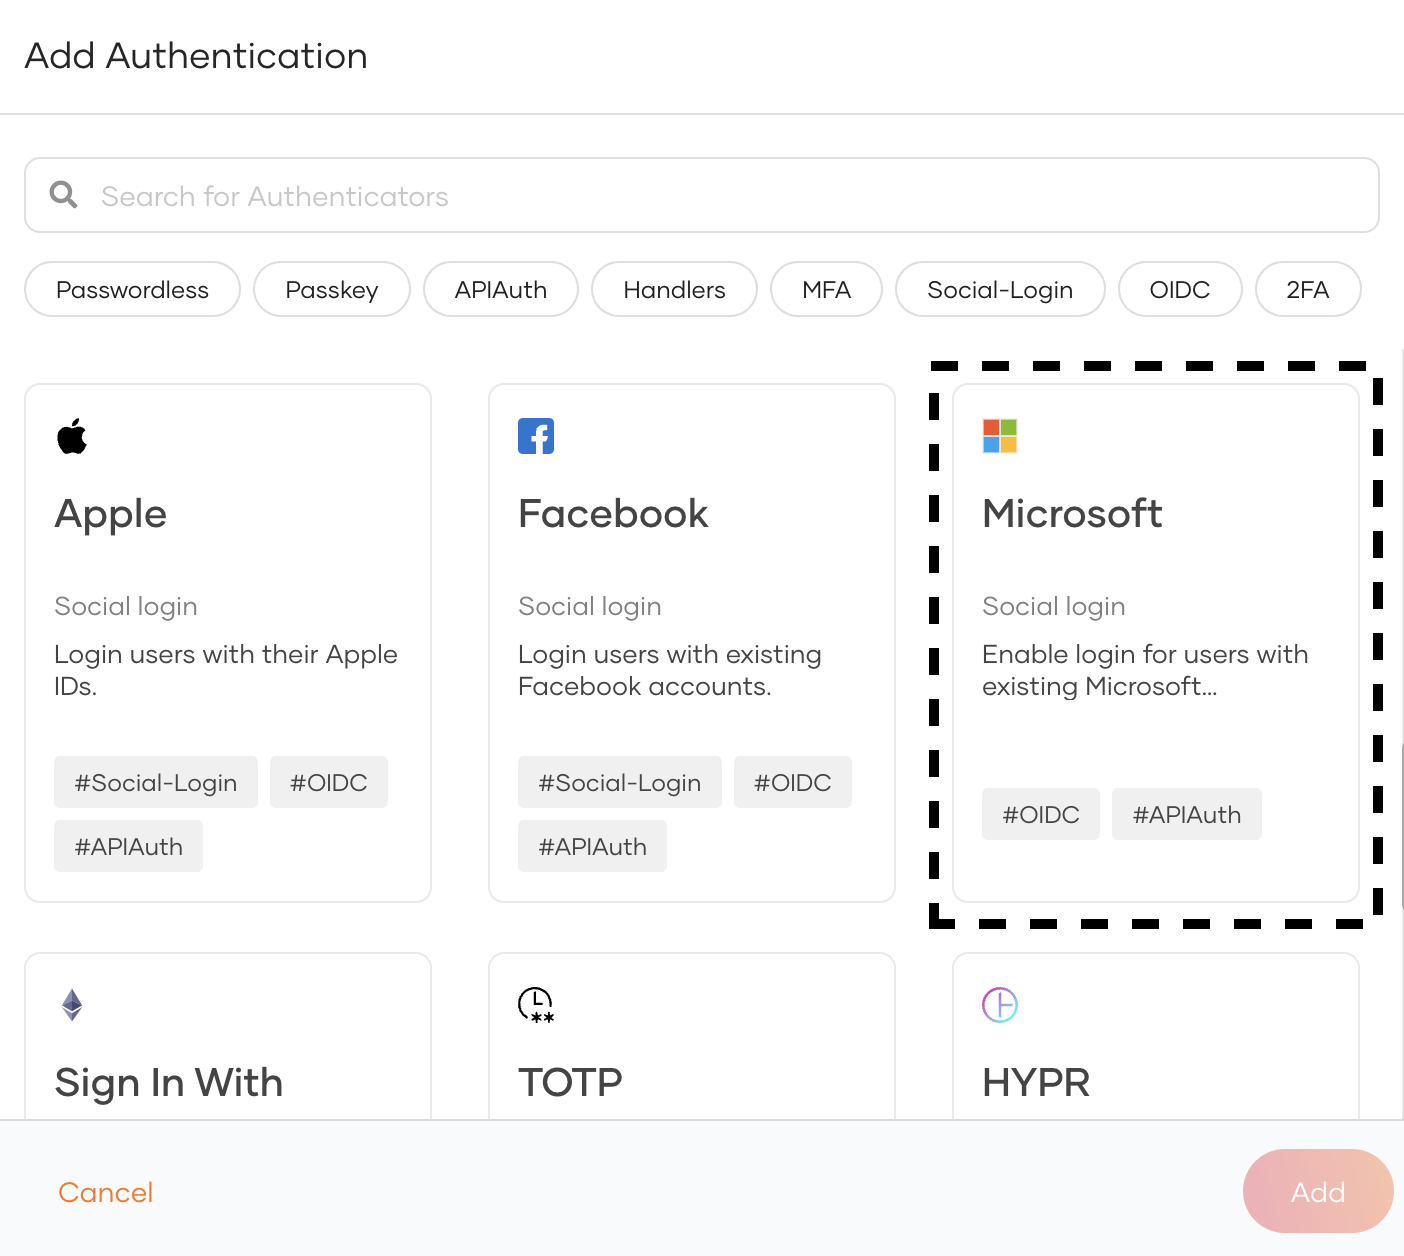 Add Authentication
Search for Authenticators
Passwordless
Passkey
APIAuth
Handlers
MFA
Social-Login
OIDC
2FA
Apple
Social login
Login users with their Apple
IDs.
#Social-Login
#OIDC
#APIAuth
Facebook
Social login
Login users with existing
Facebook accounts.
#Social-Login
#OIDC
#APIAuth
Microsoft
Social login
Enable login for users with
existing Microsoft...
#OIDC
#APIAuth
Sign In With
TOTP
HYPR
Cancel
Add